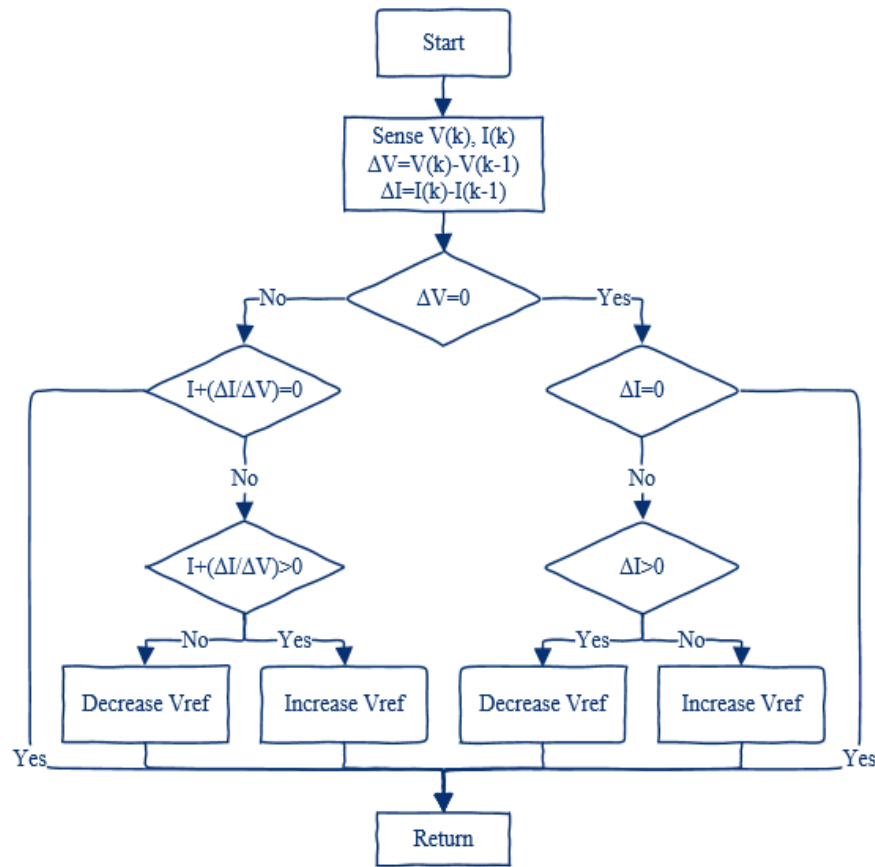 Start
Sense V(k), I(k)
ΔV=V(k)-V(k-1)
ΔI=I(k)-I(k-1)
ΔV=0
No
Yes
I+(ΔI/ΔV)=0
ΔI=0
No
No
I+(ΔI/ΔV)>0
ΔI>0
No
Yes
Yes
No
Decrease Vref
Increase Vref
Decrease Vref
Increase Vref
Yes
Yes
Return